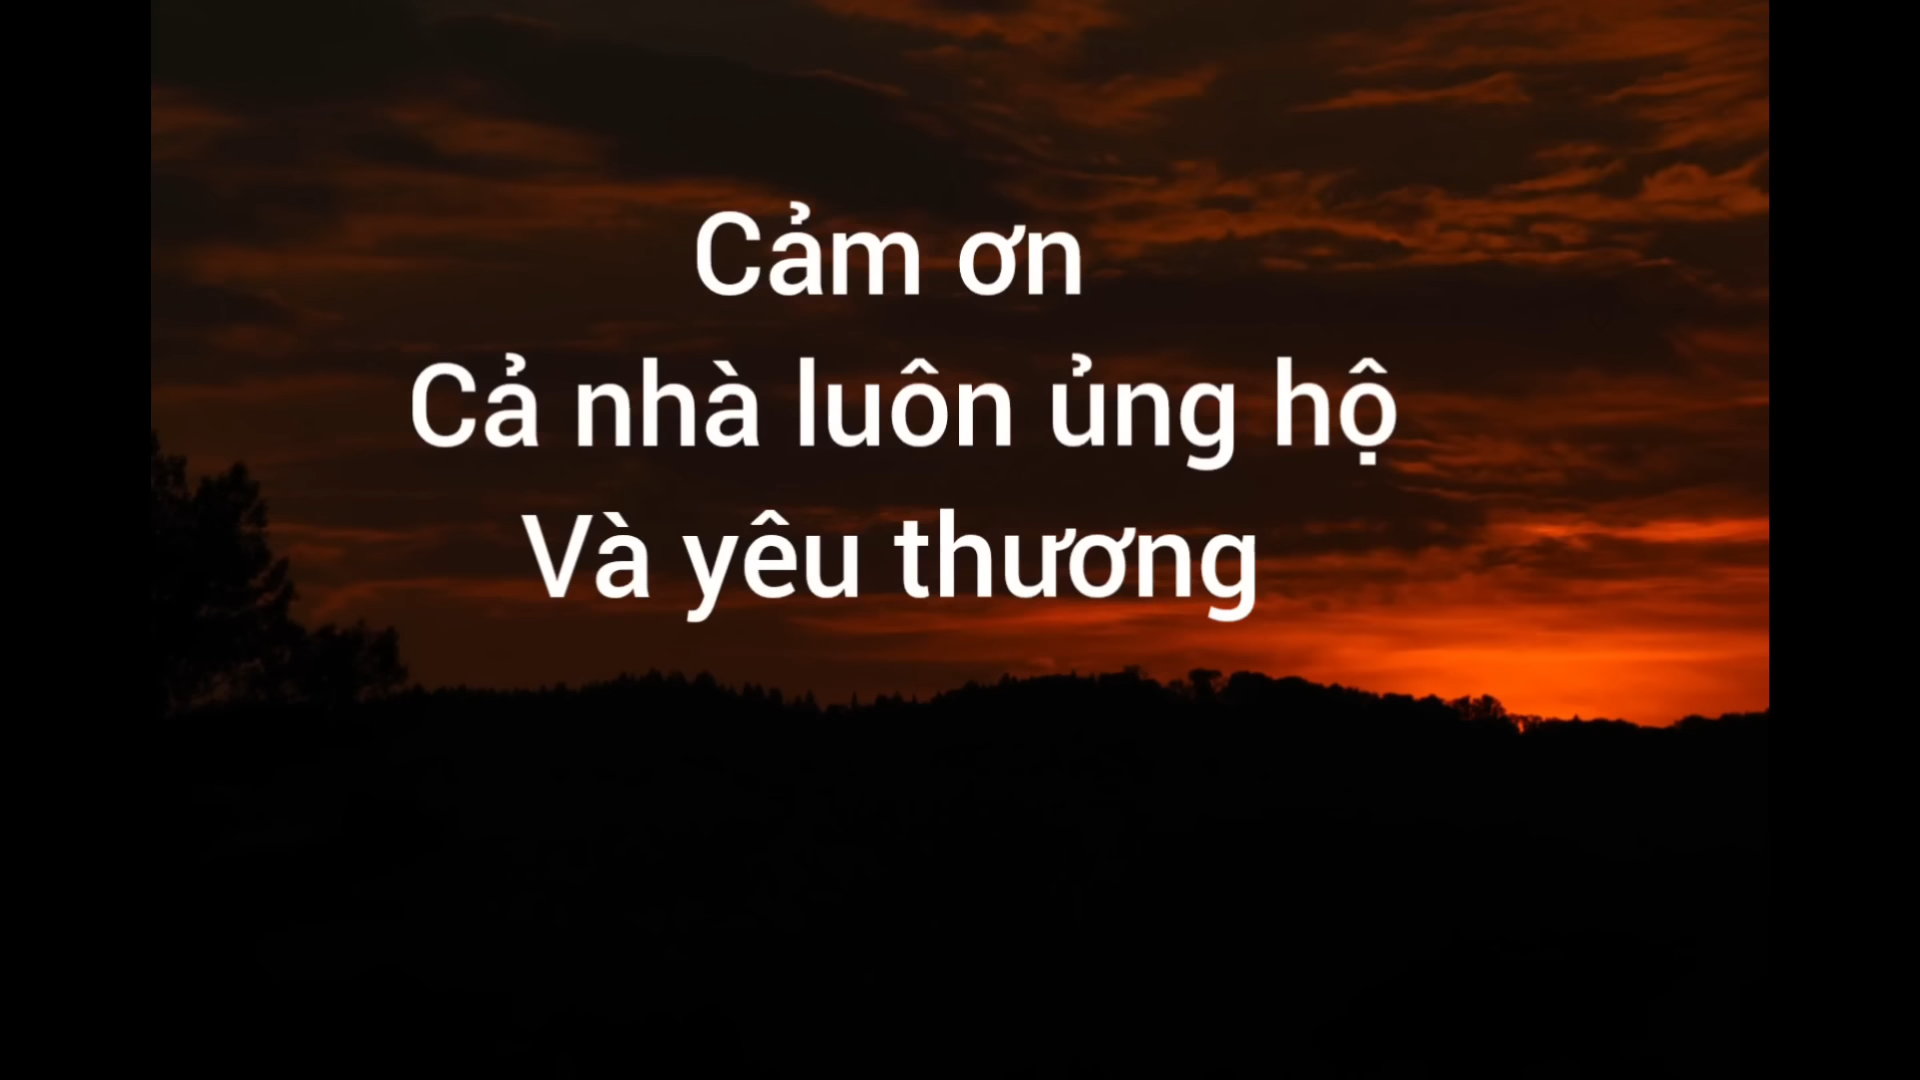 Cảm ơn
Cả nhà luôn ủng hộ
Và yêu thương